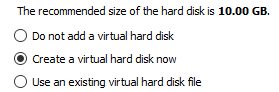 The recommended size of the hard disk is 10.00 GB.
Do not add a virtual hard disk
Create a virtual hard disk now
Use an existing virtual hard disk file